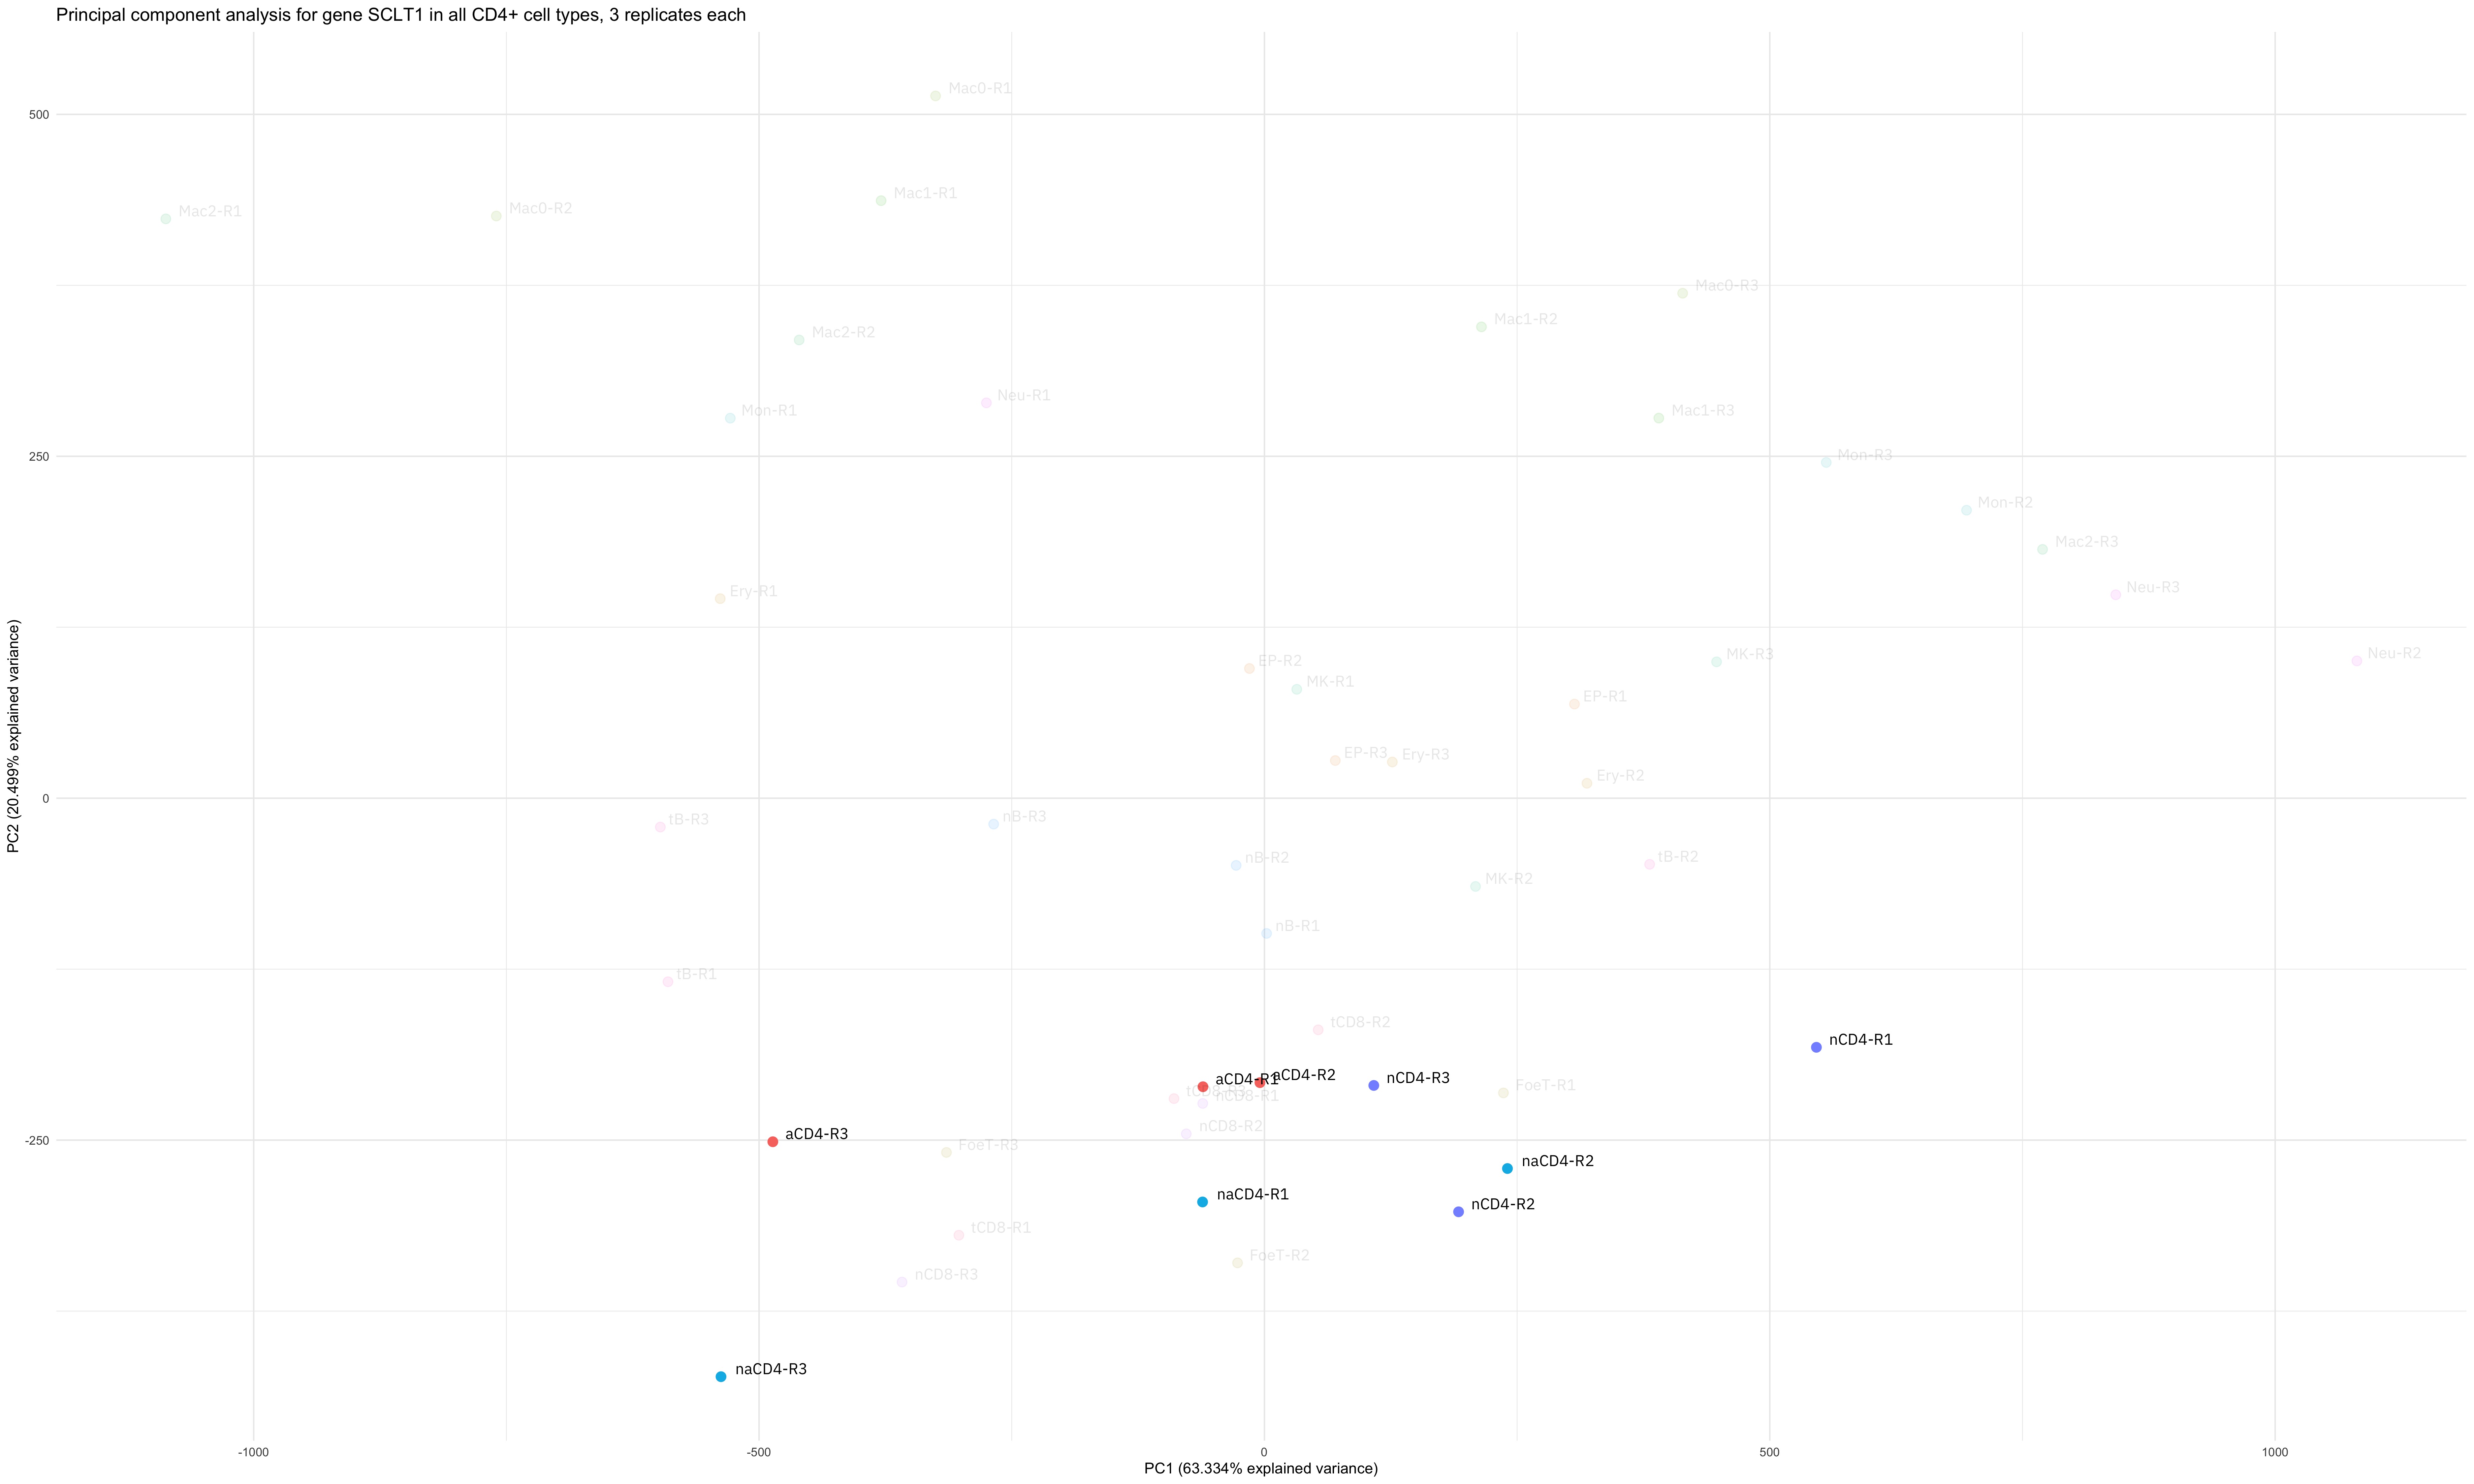 Principal component analysis for gene SCLT1 in all CD4+ cell types, 3 replicates each
Mac0-R1
500
Mac1-R1
Mac2-R1
Mac0-R2
Mac0-R3
Mac1-R2
Mac2-R2
Neu-R1
Mon-R1
Mac1-R3
250
Mon-R3
Mon-R2
Mac2-R3
Neu-R3
Ery-R1
Neu-R2
EP-R2
MK-R3
MK-R1
EP-R1
EP-R3
Ery-R3
Ery-R2
PC2 (20.499% explained variance)
0
tB-R3
nB-R3
nB-R2
tB-R2
MK-R2
nB-R1
tB-R1
tCD8-R2
nCD4-R1
aCD4-R1
aCD4-R2
nCD4-R3
tCD8-R3
nCD8-R1
FoeT-R1
nCD8-R2
-250
aCD4-R3
FoeT-R3
naCD4-R2
naCD4-R1
nCD4-R2
tCD8-R1
FoeT-R2
nCD8-R3
naCD4-R3
-1000
-500
0
500
1000
PC1 (63.334% explained variance)